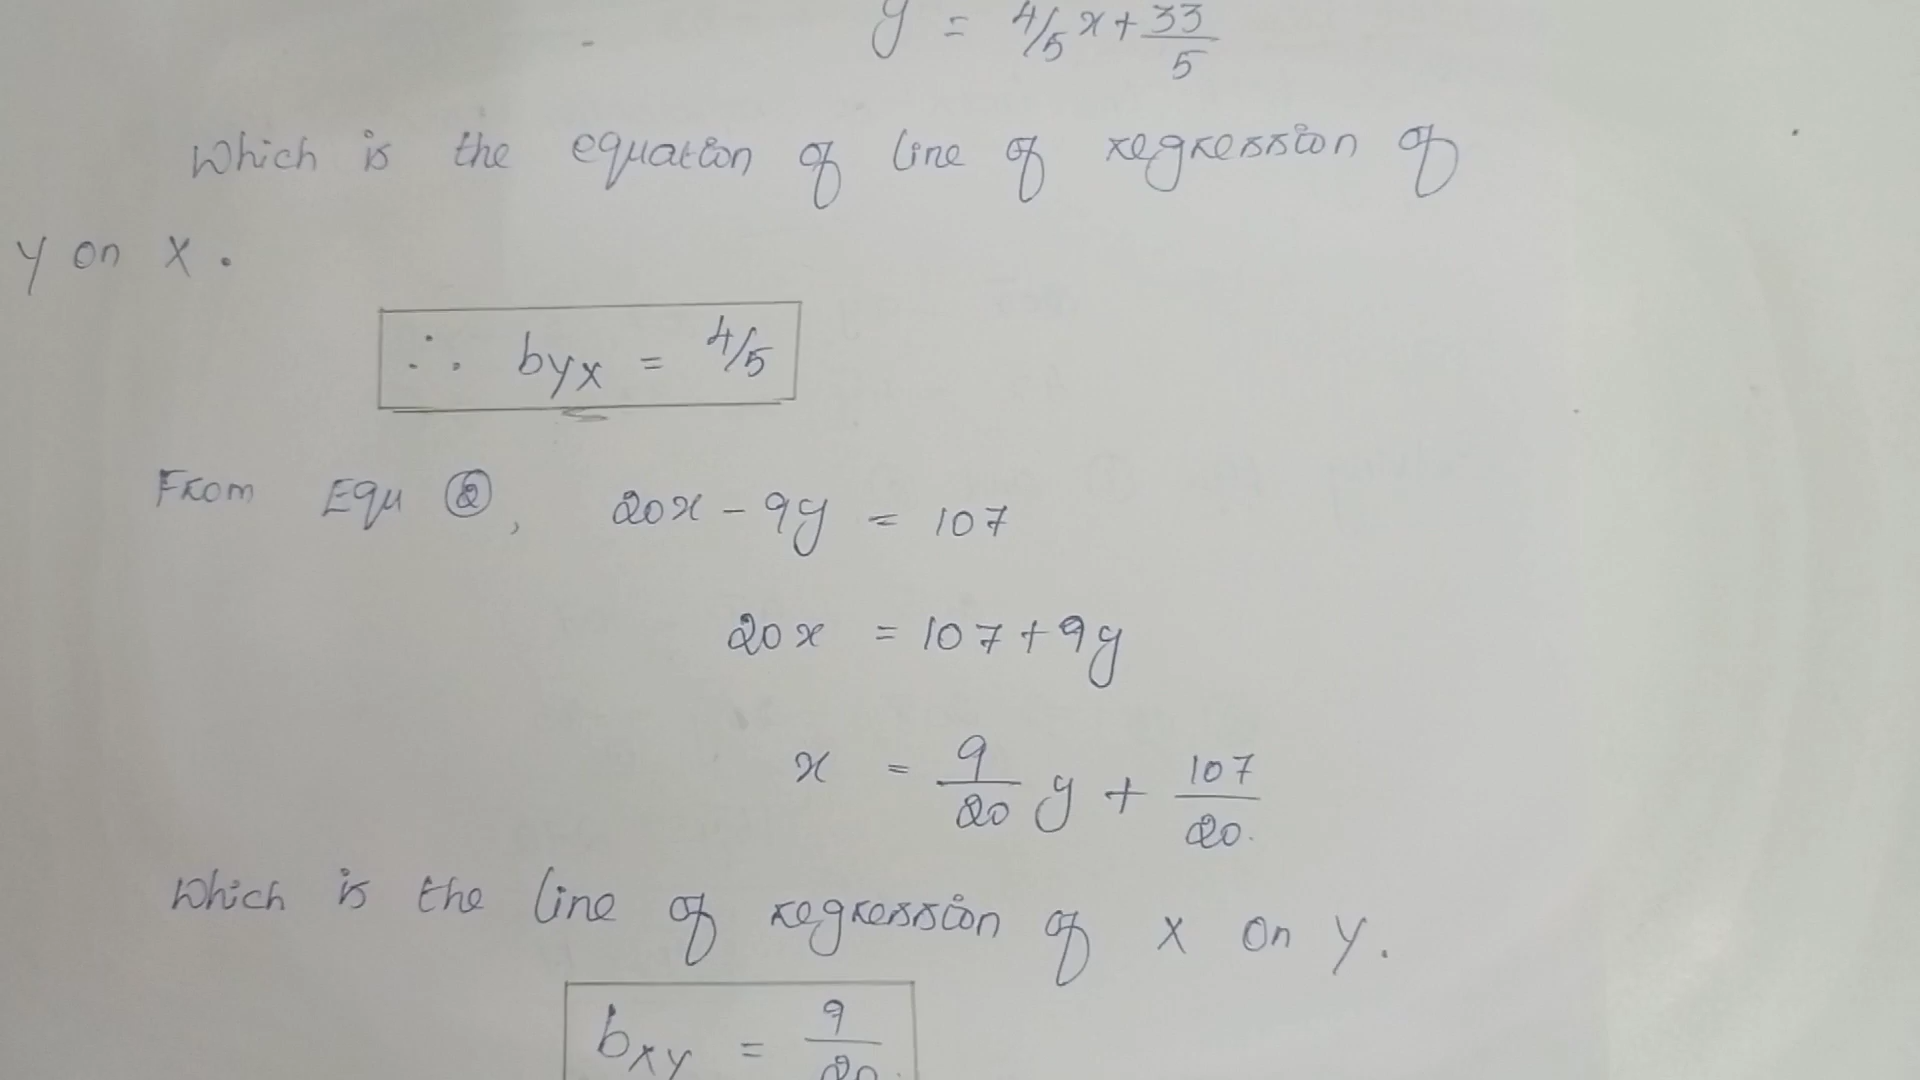 y = 4/5 x + 33/5
Which is the equation of line of regression of
y on x.
∴ byx = 4/5
From Equ ②, 20x - 9y = 107
20x = 107 + 9y
x = 9/20 y + 107/20.
Which is the line of regression of x on y.
bxy = 9/20.